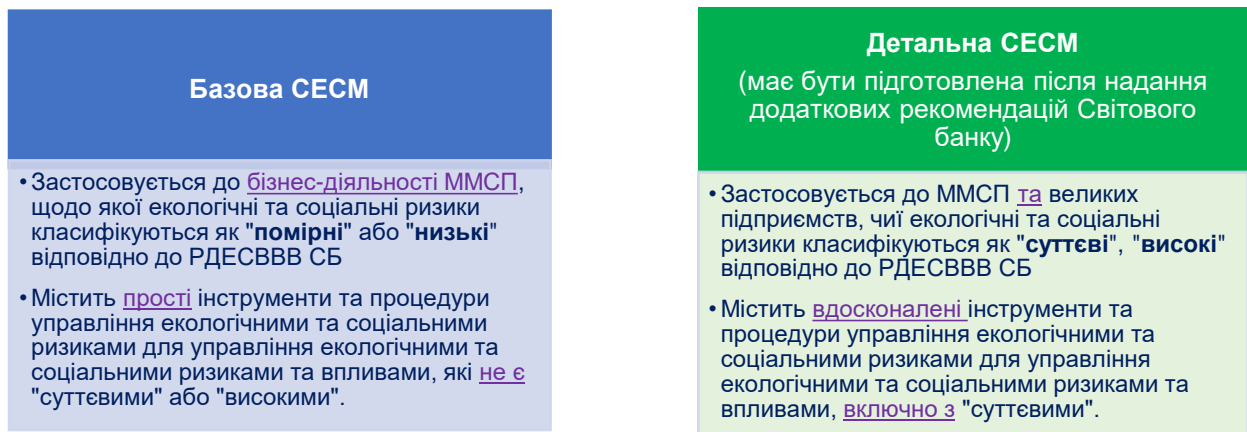 Базова СЕСМ
• Застосовується до бізнес-діяльності ММСП,
щодо якої екологічні та соціальні ризики
класифікуються як "помірні" або "низькі"
відповідно до РДЕСВВВ СБ
• Містить прості інструменти та процедури
управління екологічними та соціальними
ризиками для управління екологічними та
соціальними ризиками та впливами, які не є
"суттєвими" або "високими".
Детальна СЕСМ
(має бути підготовлена після надання
додаткових рекомендацій Світового
банку)
• Застосовується до ММСП та великих
підприємств, чиї екологічні та соціальні
ризики класифікуються як "суттєві", "високі"
відповідно до РДЕСВВВ СБ
• Містить вдосконалені інструменти та
процедури управління екологічними та
соціальними ризиками для управління
екологічними та соціальними ризиками та
впливами, включно з "суттєвими".